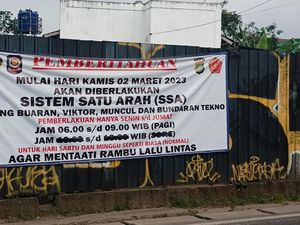 PEMBERITAHUAN
MULAI HARI KAMIS 02 MARET 2023
AKAN DIBERLAKUKAN
SISTEM SATU ARAH (SSA)
NG BUARAN, VIKTOR, MUNCUL DAN BUNDARAN TEKNO
PEMBERLAKUAN HANYA SENIN s/d JUMAT
JAM 06.00 s/d 09.00 WIB (PAGI)
JAM s/d WIB
UNTUK HARI SABTU DAN MINGGU SEPERTI BIASA (NORMAL)
AGAR MENTAATI RAMBU LALU LINTAS